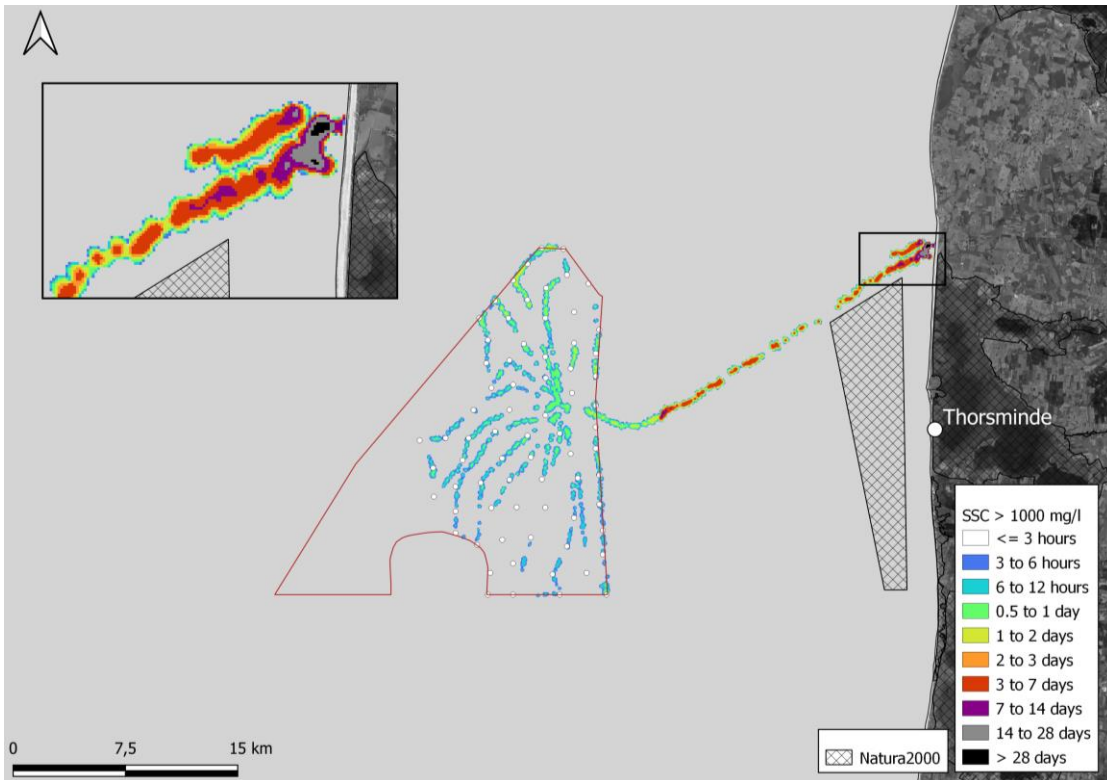 Thorsminde
SSC > 1000 mg/l
<= 3 hours
3 to 6 hours
6 to 12 hours
0.5 to 1 day
1 to 2 days
2 to 3 days
3 to 7 days
7 to 14 days
14 to 28 days
> 28 days
Natura2000
0 7,5 15 km